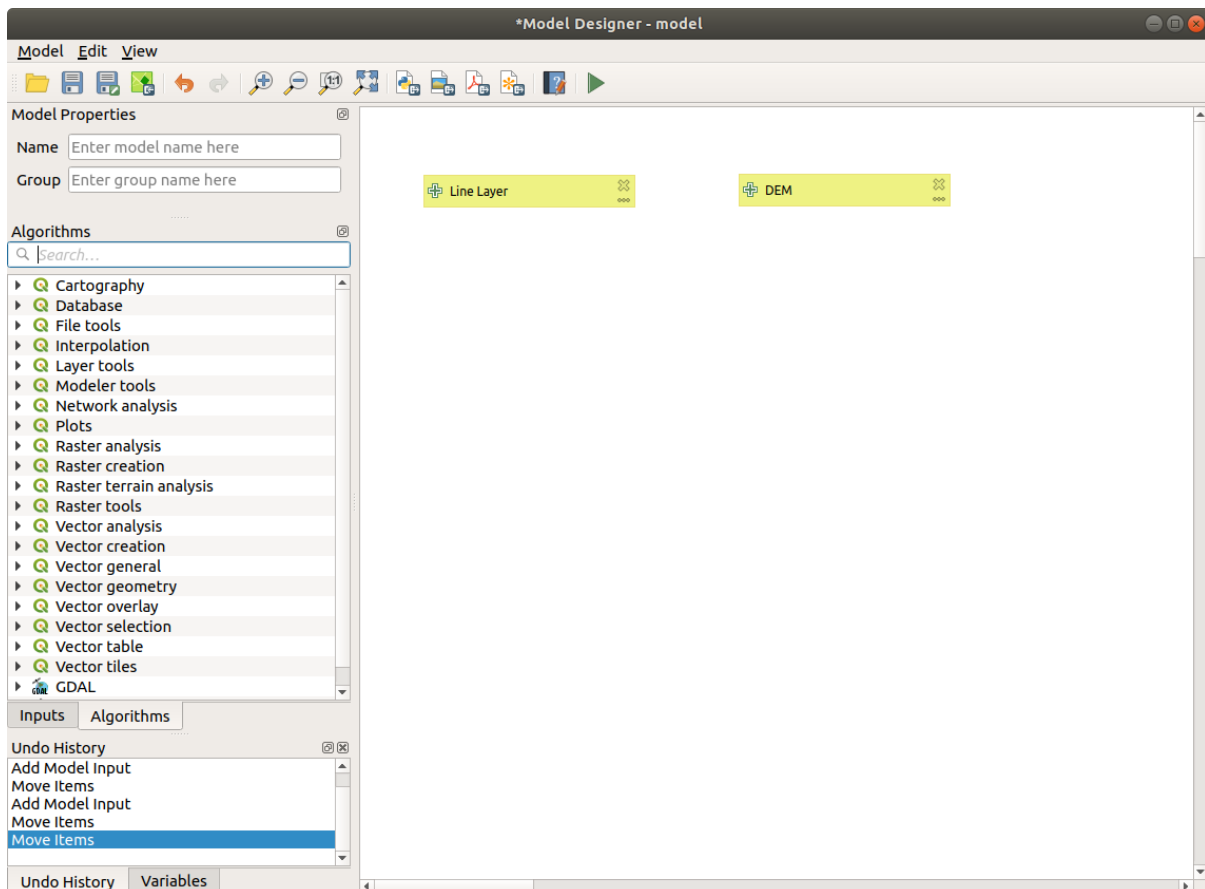 *Model Designer - model
Model Edit View
1:1
Model Properties
Name Enter model name here
Group Enter group name here
Algorithms
Search...
Cartography
Database
File tools
Interpolation
Layer tools
Modeler tools
Network analysis
Plots
Raster analysis
Raster creation
Raster terrain analysis
Raster tools
Vector analysis
Vector creation
Vector general
Vector geometry
Vector overlay
Vector selection
Vector table
Vector tiles
GDAL GDAL
Inputs Algorithms
Undo History
Add Model Input
Move Items
Add Model Input
Move Items
Move Items
Undo History Variables
Line Layer
DEM